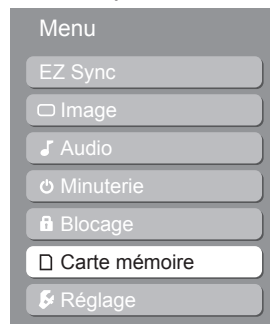 Menu
EZ Sync
Image
Audio
Minuterie
Blocage
Carte mémoire
Réglage